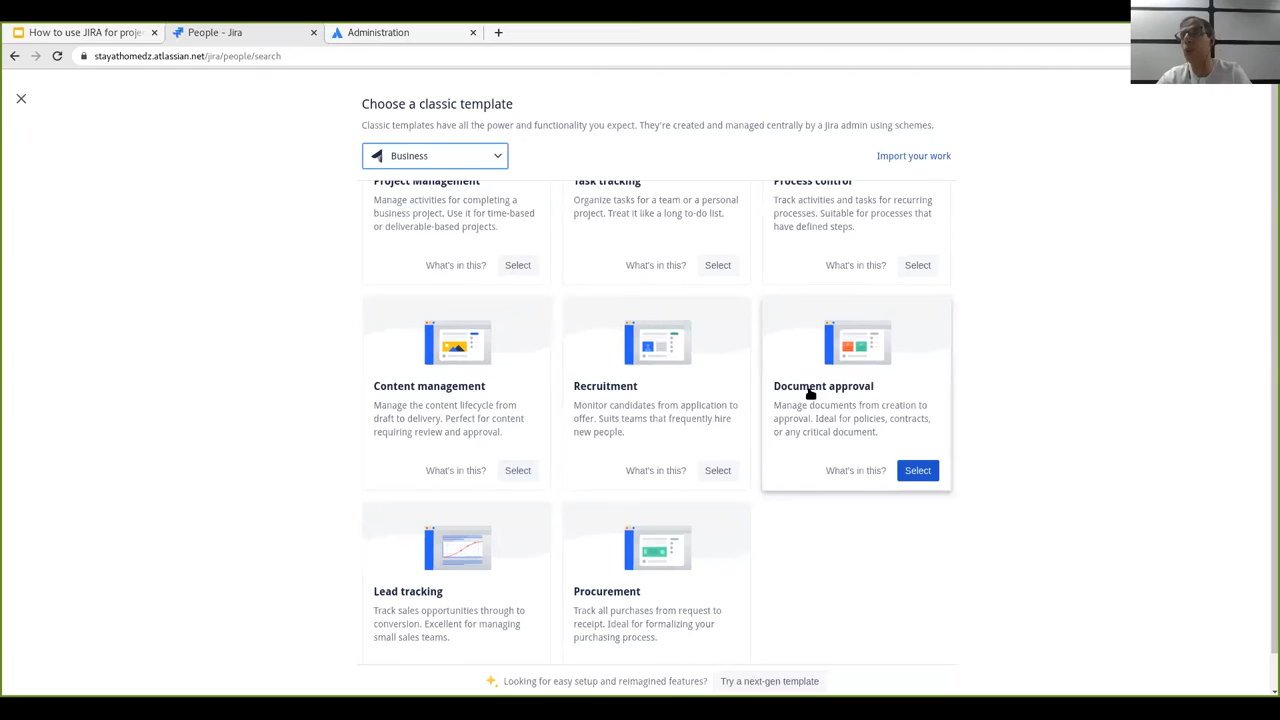 How to use JIRA for proje
People - Jira
Administration
stayathomedz.atlassian.net/jira/people/search
Choose a classic template
Classic templates have all the power and functionality you expect. They're created and managed centrally by a Jira admin using schemes.
Business
Import your work
Project Management
Manage activities for completing a
business project. Use it for time-based
or deliverable-based projects.
What's in this? Select
Task tracking
Organize tasks for a team or a personal
project. Treat it like a long to-do list.
What's in this? Select
Process control
Track activities and tasks for recurring
processes. Suitable for processes that
have defined steps.
What's in this? Select
Content management
Manage the content lifecycle from
draft to delivery. Perfect for content
requiring review and approval.
What's in this? Select
Recruitment
Monitor candidates from application to
offer. Suits teams that frequently hire
new people.
What's in this? Select
Document approval
Manage documents from creation to
approval. Ideal for policies, contracts,
or any critical document.
What's in this? Select
Lead tracking
Track sales opportunities through to
conversion. Excellent for managing
small sales teams.
Procurement
Track all purchases from request to
receipt. Ideal for formalizing your
purchasing process.
Looking for easy setup and reimagined features? Try a next-gen template